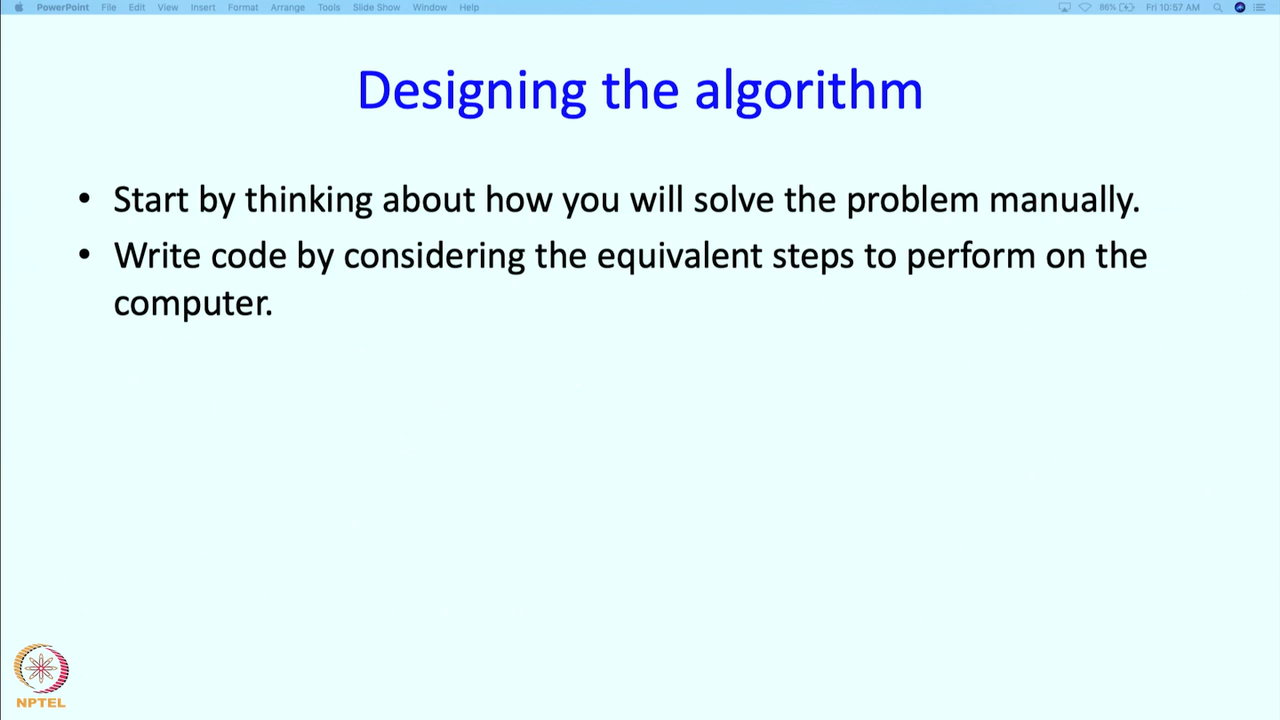 PowerPoint File Edit View Insert Format Arrange Tools Slide Show Window Help 86% Fri 10:57 AM
Designing the algorithm
• Start by thinking about how you will solve the problem manually.
• Write code by considering the equivalent steps to perform on the
computer.
NPTEL